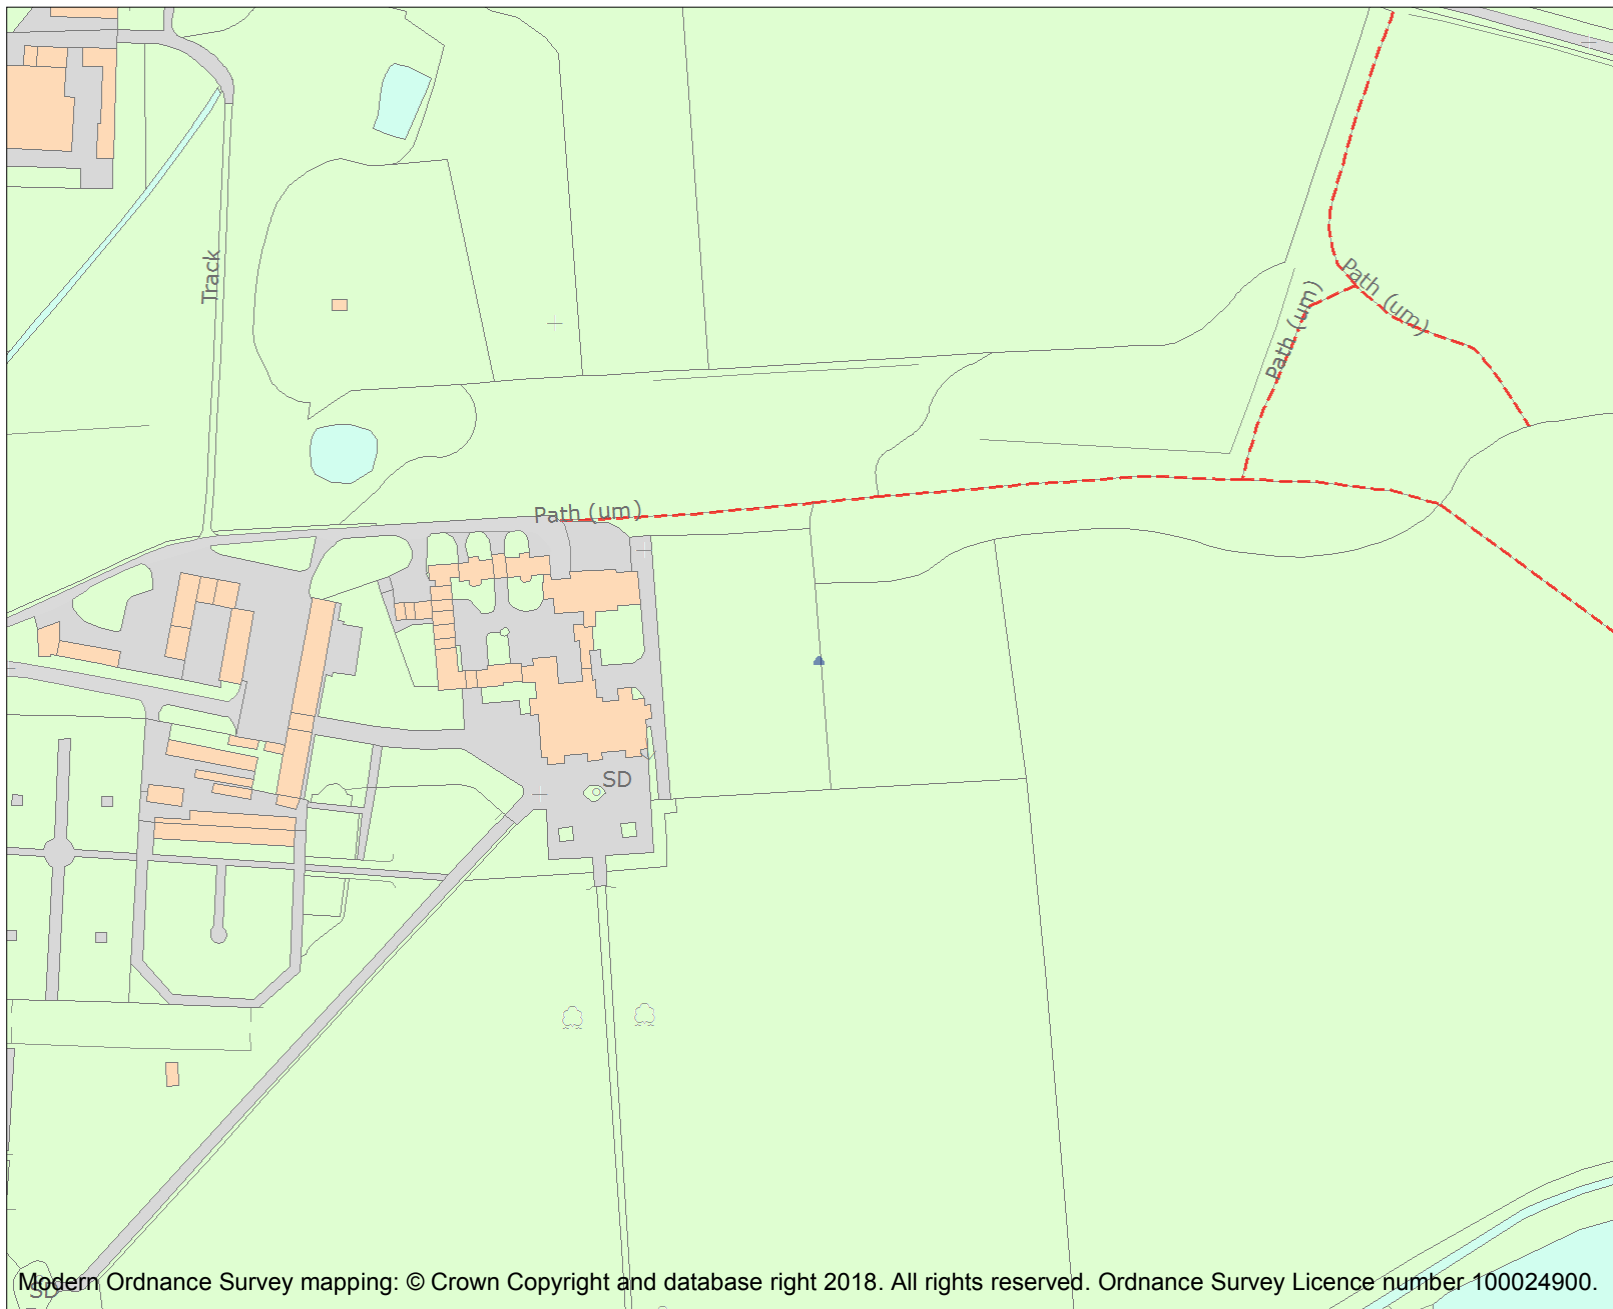 Track
Path (um)
Path (um)
Path (um)
SD
SD
Modern Ordnance Survey mapping: © Crown Copyright and database right 2018. All rights reserved. Ordnance Survey Licence number 100024900.